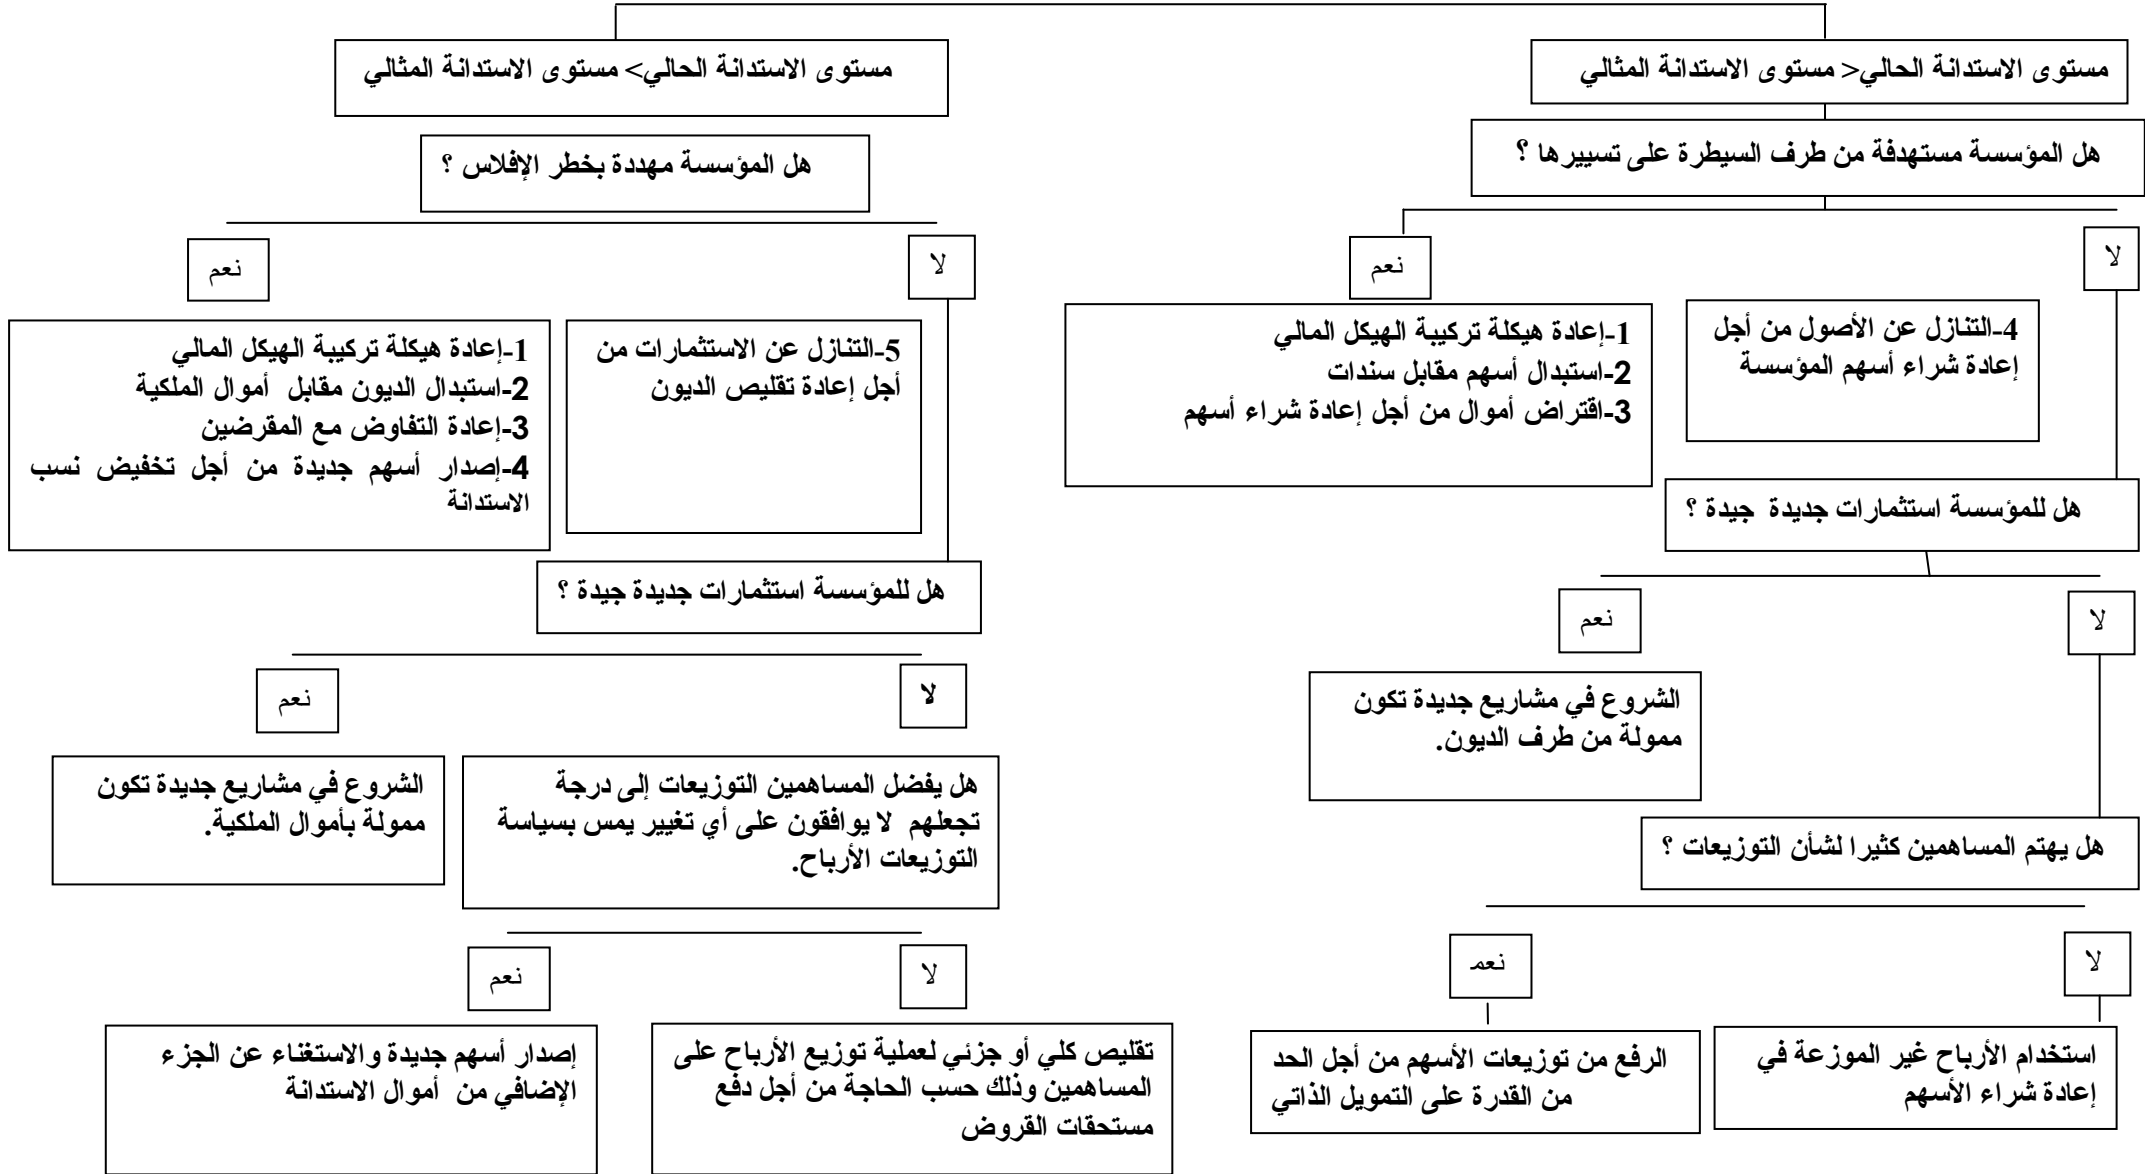 مستوى الاستدانة الحالي< مستوى الاستدانة المثالي
هل المؤسسة مستهدفة من طرف السيطرة على تسييرها ؟
لا
نعم
4-التنازل عن الأصول من أجل
إعادة شراء أسهم المؤسسة
1-إعادة هيكلة تركيبة الهيكل المالي
2-استبدال أسهم مقابل سندات
3-اقتراض أموال من أجل إعادة شراء أسهم
هل للمؤسسة استثمارات جديدة جيدة ؟
لا
نعم
الشروع في مشاريع جديدة تكون
ممولة من طرف الديون.
هل يهتم المساهمين كثيرا لشأن التوزيعات ؟
لا
نعم
استخدام الأرباح غير الموزعة في
إعادة شراء الأسهم
الرفع من توزيعات الأسهم من أجل الحد
من القدرة على التمويل الذاتي
مستوى الاستدانة الحالي> مستوى الاستدانة المثالي
هل المؤسسة مهددة بخطر الإفلاس ؟
لا
نعم
5-التنازل عن الاستثمارات من
أجل إعادة تقليص الديون
1-إعادة هيكلة تركيبة الهيكل المالي
2-استبدال الديون مقابل أموال الملكية
3-إعادة التفاوض مع المقرضين
4-إصدار أسهم جديدة من أجل تخفيض نسب
الاستدانة
هل للمؤسسة استثمارات جديدة جيدة ؟
لا
نعم
هل يفضل المساهمين التوزيعات إلى درجة
تجعلهم لا يوافقون على أي تغيير يمس بسياسة
التوزيعات الأرباح.
الشروع في مشاريع جديدة تكون
ممولة بأموال الملكية.
لا
نعم
تقليص كلي أو جزئي لعملية توزيع الأرباح على
المساهمين وذلك حسب الحاجة من أجل دفع
مستحقات القروض
إصدار أسهم جديدة والاستغناء عن الجزء
الإضافي من أموال الاستدانة